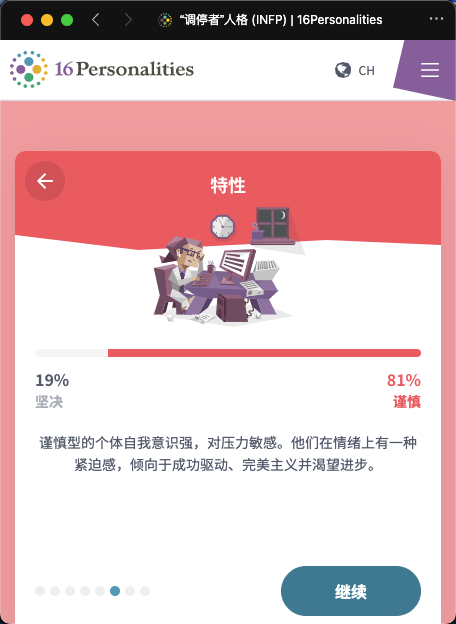 “调停者”人格 (INFP) | 16Personalities
16Personalities
CH
特性
19%
81%
坚决
谨慎
谨慎型的个体自我意识强，对压力敏感。他们在情绪上有一种
紧迫感，倾向于成功驱动、完美主义并渴望进步。
继续